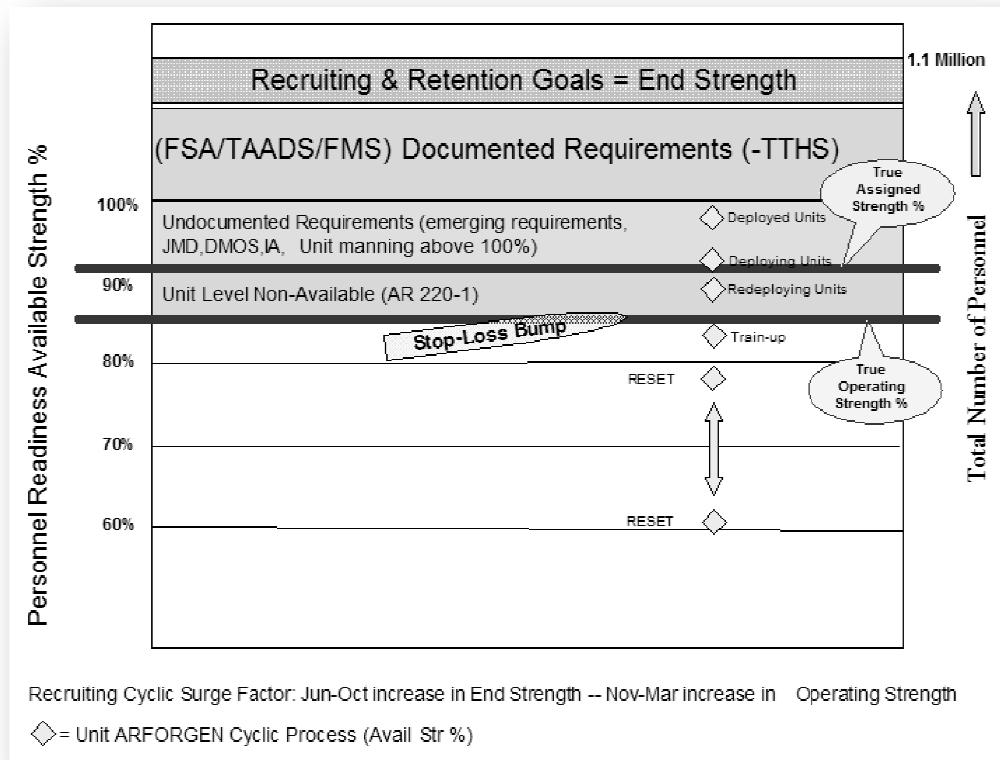 1.1 Million
Recruiting & Retention Goals = End Strength
(FSA/TAADS/FMS) Documented Requirements (-TTHS)
True
Assigned
Strength %
100%
Undocumented Requirements (emerging requirements,
JMD,DMOS,IA, Unit manning above 100%)
Deployed Units
Deploying Units
90%
Unit Level Non-Available (AR 220-1)
Redeploying Units
Stop-Loss Bump
Train-up
80%
RESET
True
Operating
Strength %
70%
60%
RESET
Personnel Readiness Available Strength %
Total Number of Personnel
Recruiting Cyclic Surge Factor: Jun-Oct increase in End Strength -- Nov-Mar increase in Operating Strength
= Unit ARFORGEN Cyclic Process (Avail Str %)